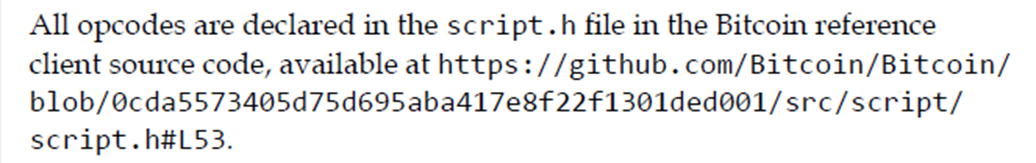 All opcodes are declared in the script.h file in the Bitcoin reference
client source code, available at https://github.com/Bitcoin/Bitcoin/
blob/0cda5573405d75d695aba417e8f22f1301ded001/src/script/
script.h#L53.